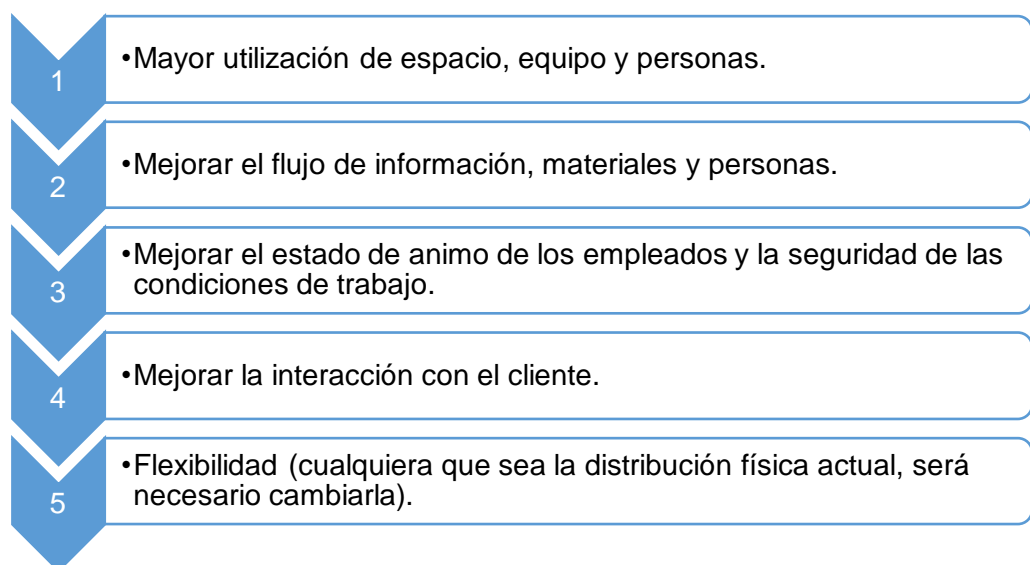 1
•Mayor utilización de espacio, equipo y personas.
2
•Mejorar el flujo de información, materiales y personas.
3
•Mejorar el estado de animo de los empleados y la seguridad de las
condiciones de trabajo.
4
•Mejorar la interacción con el cliente.
5
•Flexibilidad (cualquiera que sea la distribución física actual, será
necesario cambiarla).